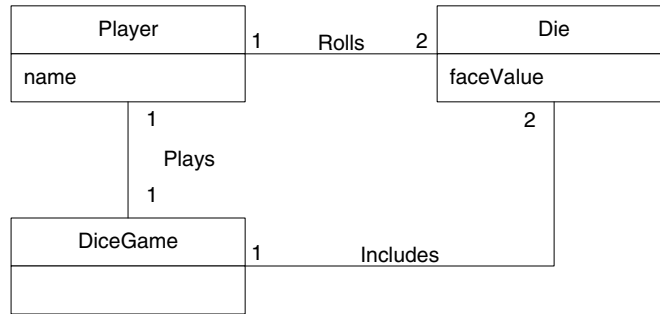 Player
Die
1
Rolls
2
name
faceValue
1
2
Plays
1
DiceGame
1
Includes